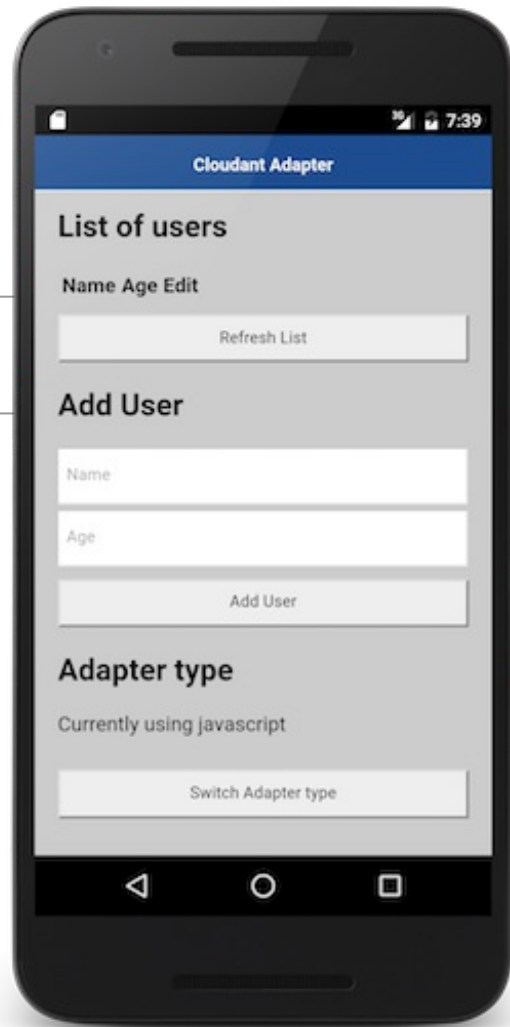 3G 7:39
Cloudant Adapter
List of users
Name Age Edit
Refresh List
Add User
Name
Age
Add User
Adapter type
Currently using javascript
Switch Adapter type